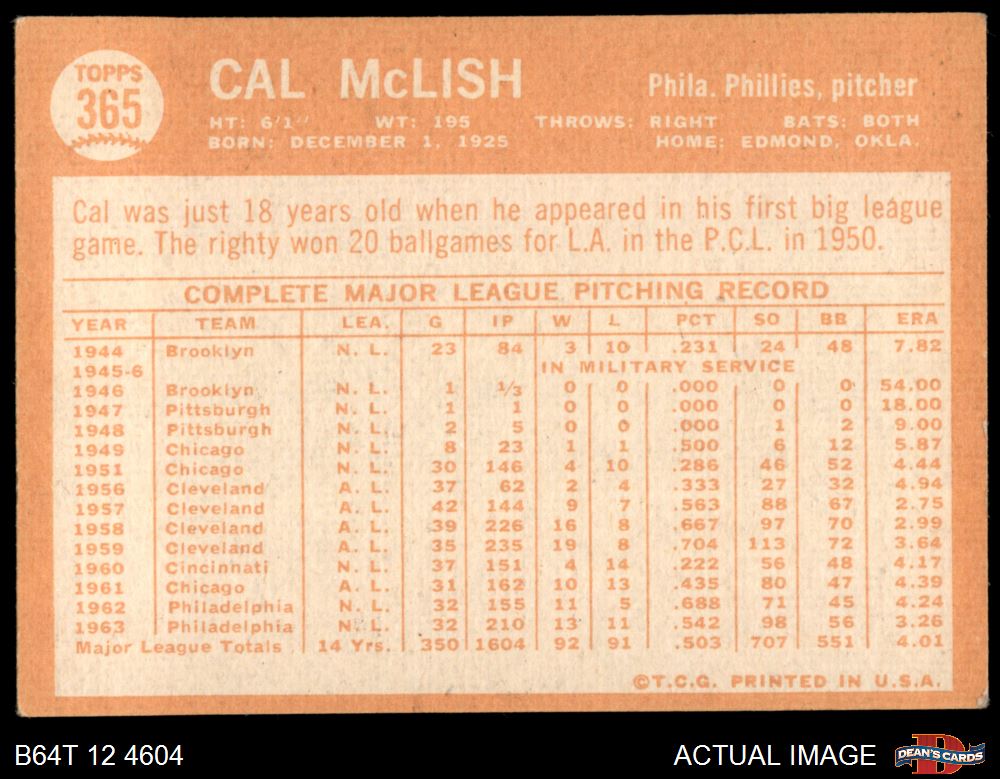 TOPPS
365
CAL McLISH
Phila. Phillies, pitcher
HT: 6'1" WT: 195 THROWS: RIGHT BATS: BOTH
BORN: DECEMBER 1, 1925 HOME: EDMOND, OKLA.
Cal was just 18 years old when he appeared in his first big league
game. The righty won 20 ballgames for L.A. in the P.C.L. in 1950.
COMPLETE MAJOR LEAGUE PITCHING RECORD
YEAR TEAM LEA. G IP W L PCT SO BB ERA
1944 Brooklyn N. L. 23 84 3 10 .231 24 48 7.82
1945-6 IN MILITARY SERVICE
1946 Brooklyn N. L. 1 1/3 0 0 .000 0 0 54.00
1947 Pittsburgh N. L. 1 1 0 0 .000 0 0 18.00
1948 Pittsburgh N. L. 2 5 0 0 .000 1 2 9.00
1949 Chicago N. L. 8 23 1 1 .500 6 12 5.87
1951 Chicago N. L. 30 146 4 10 .286 46 52 4.44
1956 Cleveland A. L. 37 62 2 4 .333 27 32 4.94
1957 Cleveland A. L. 42 144 9 7 .563 88 67 2.75
1958 Cleveland A. L. 39 226 16 8 .667 97 70 2.99
1959 Cleveland A. L. 35 235 19 8 .704 113 72 3.64
1960 Cincinnati N. L. 37 151 4 14 .222 56 48 4.17
1961 Chicago A. L. 31 162 10 13 .435 80 47 4.39
1962 Philadelphia N. L. 32 155 11 5 .688 71 45 4.24
1963 Philadelphia N. L. 32 210 13 11 .542 98 56 3.26
Major League Totals 14 Yrs. 350 1604 92 91 .503 707 551 4.01
©T.C.G. PRINTED IN U.S.A.
B64T 12 4604 ACTUAL IMAGE DEAN'S CARDS